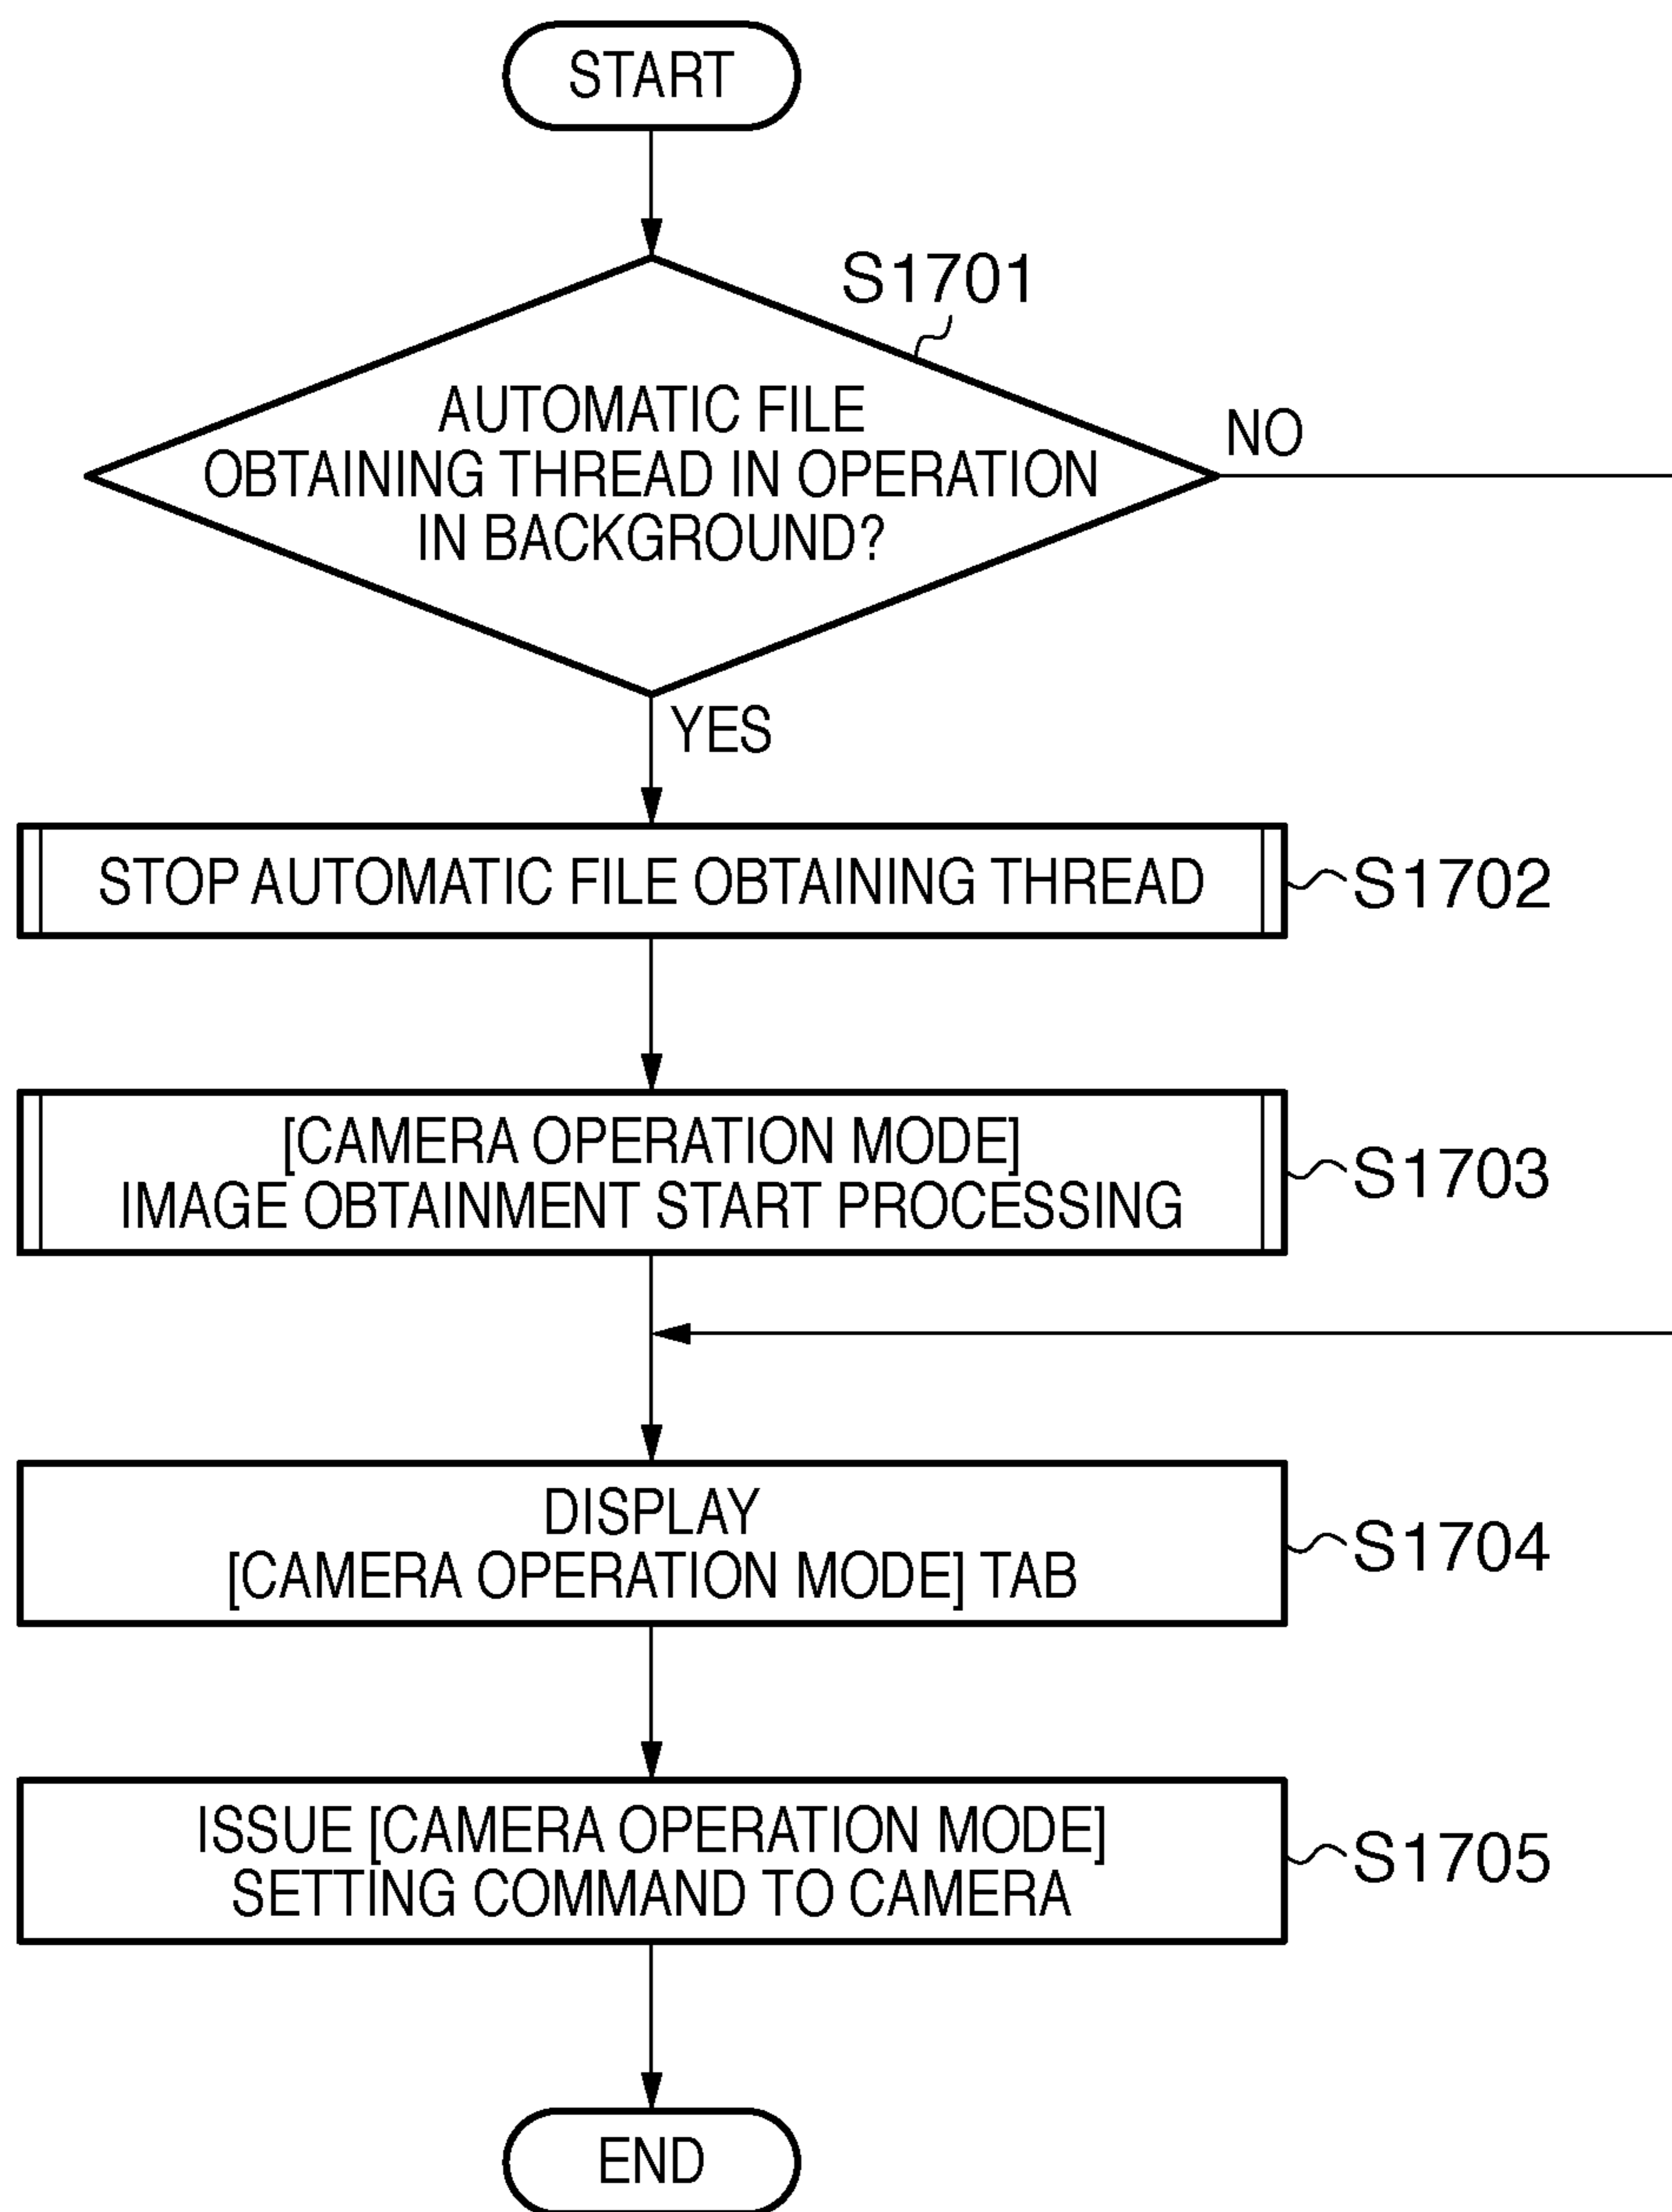 START
S1701
AUTOMATIC FILE
OBTAINING THREAD IN OPERATION
IN BACKGROUND?
NO
YES
STOP AUTOMATIC FILE OBTAINING THREAD
S1702
[CAMERA OPERATION MODE]
IMAGE OBTAINMENT START PROCESSING
S1703
DISPLAY
[CAMERA OPERATION MODE] TAB
S1704
ISSUE [CAMERA OPERATION MODE]
SETTING COMMAND TO CAMERA
S1705
END